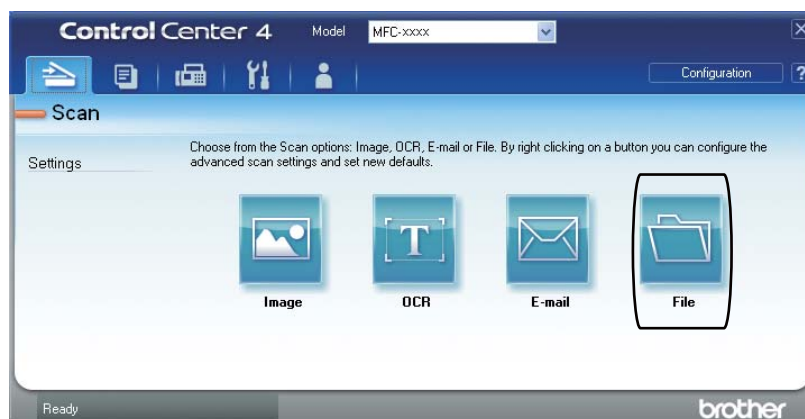 Control Center 4 Model MFC-xxxx
Configuration ?
Scan
Choose from the Scan options: Image, OCR, E-mail or File. By right clicking on a button you can configure the
Settings advanced scan settings and set new defaults.
T
Image OCR E-mail File
Ready brother